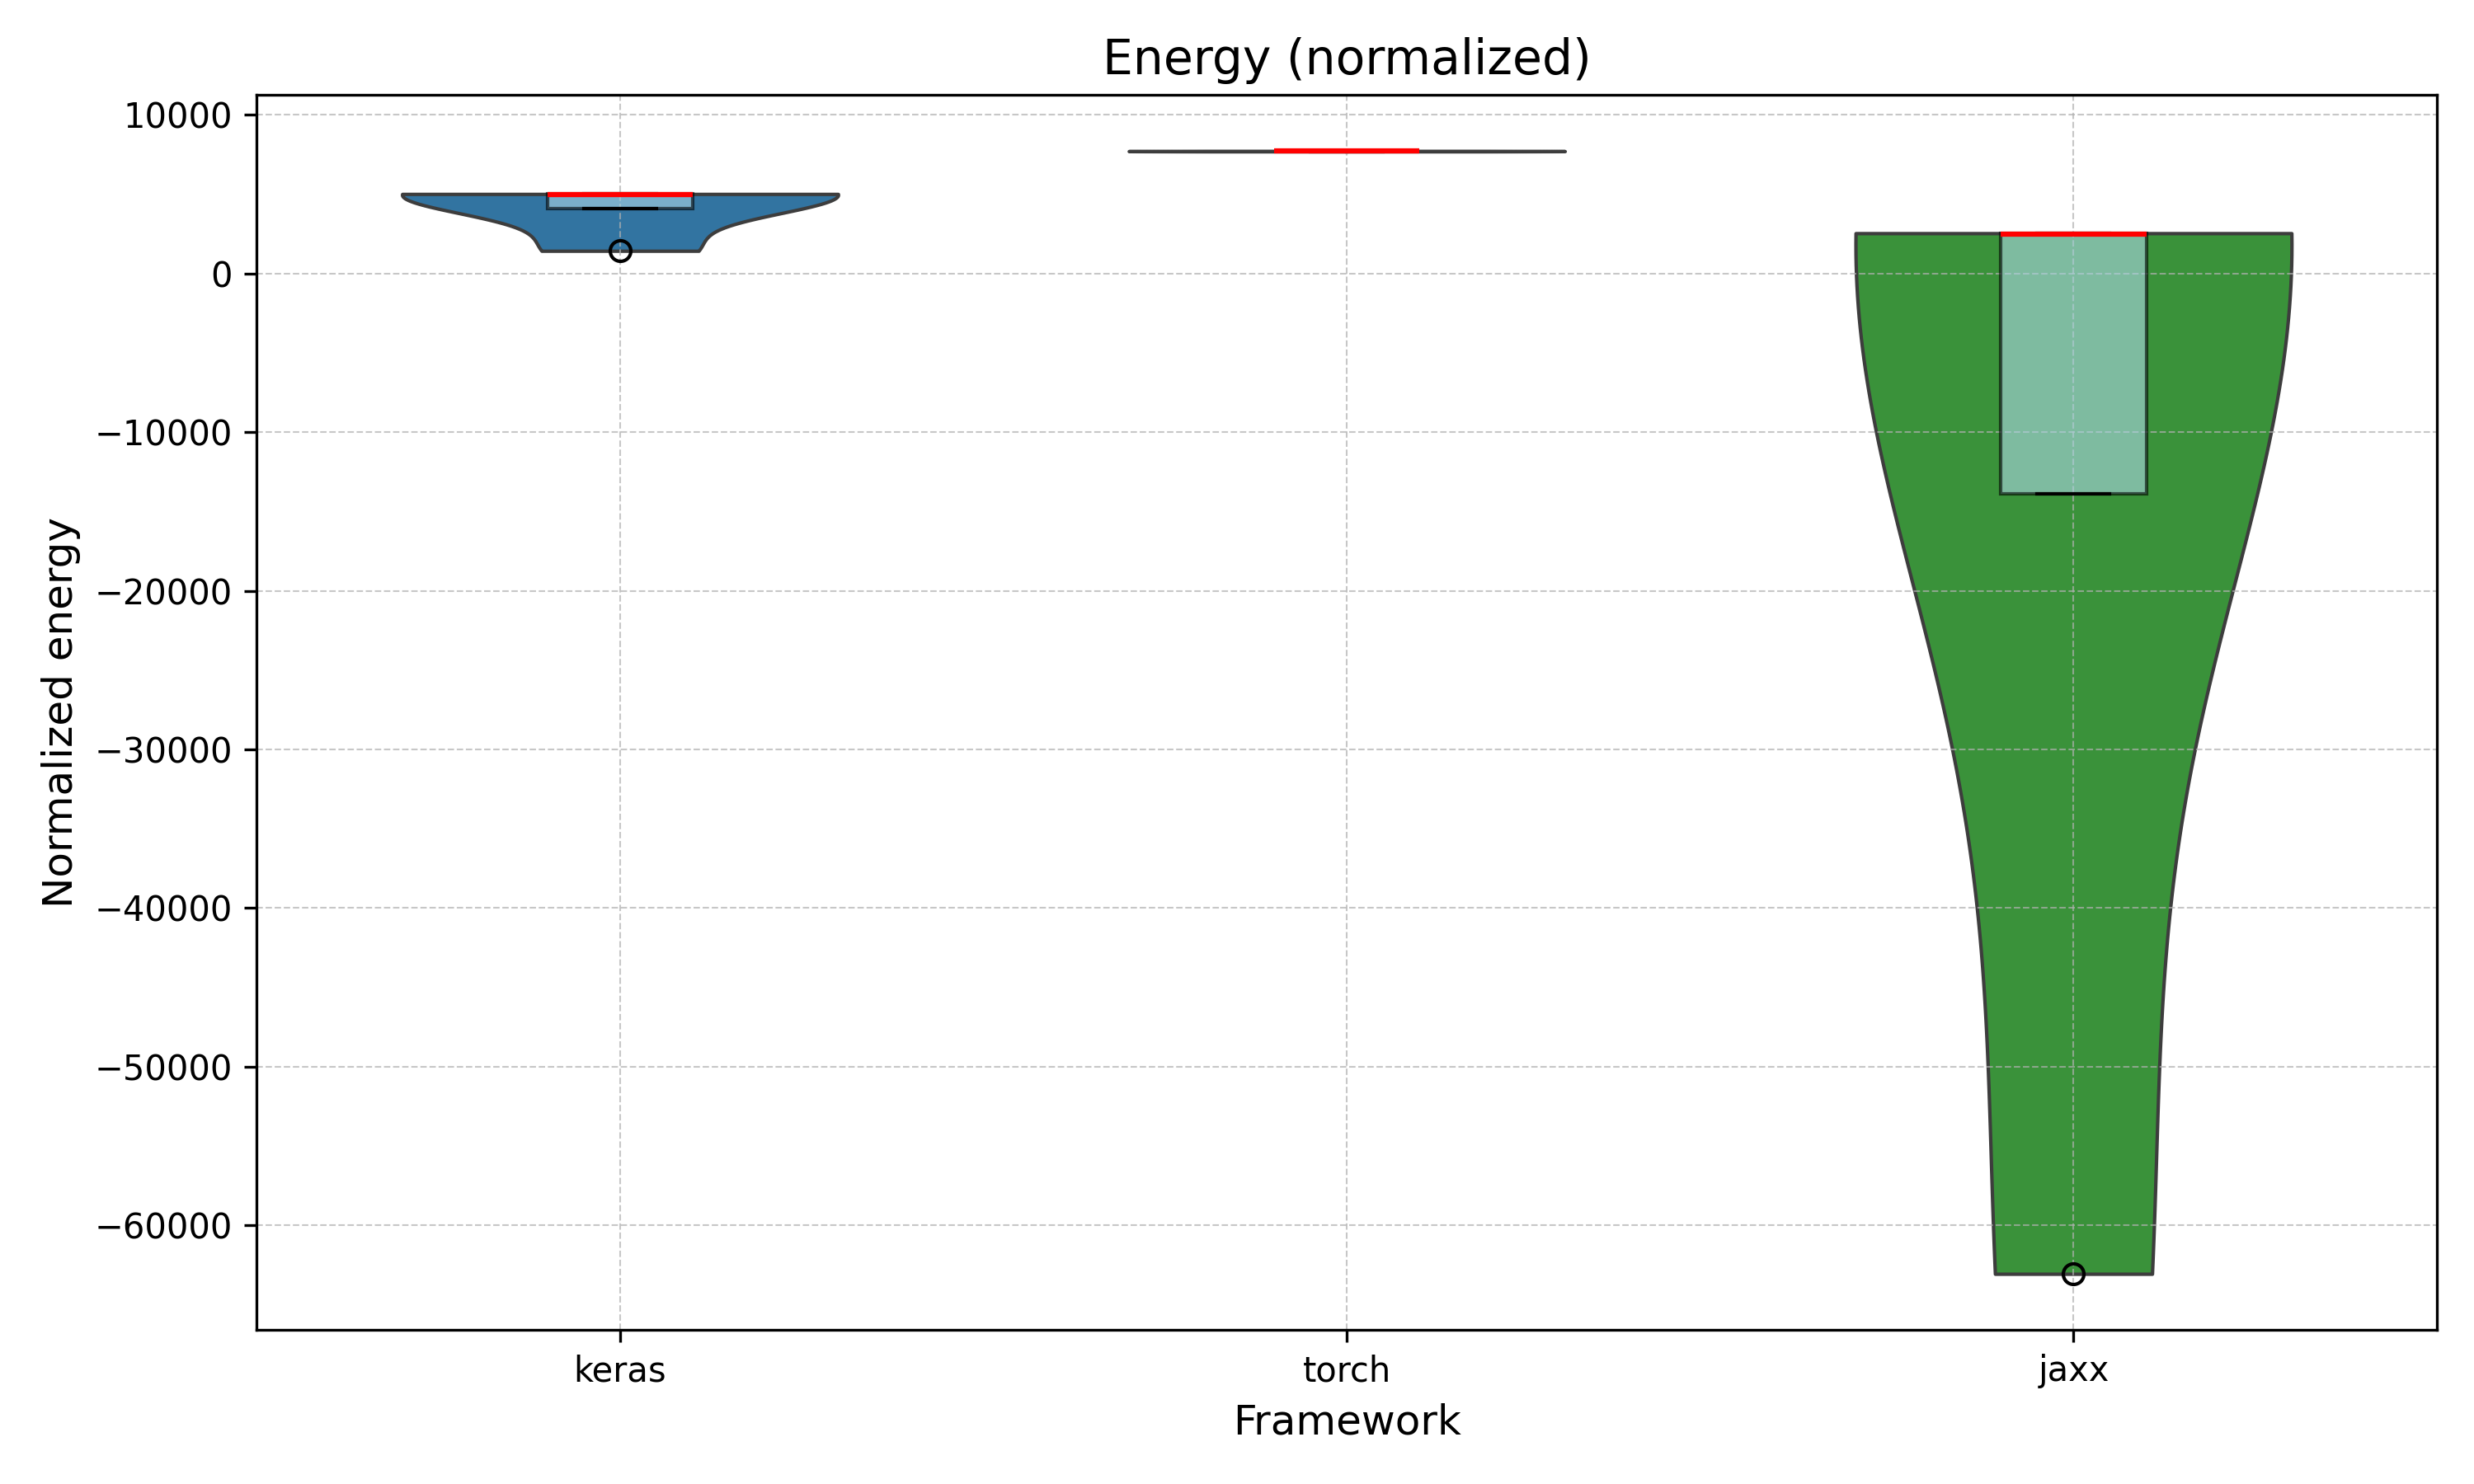 Energy (normalized)
Normalized energy
10000
0
−10000
−20000
−30000
−40000
−50000
−60000
keras
torch
jaxx
Framework